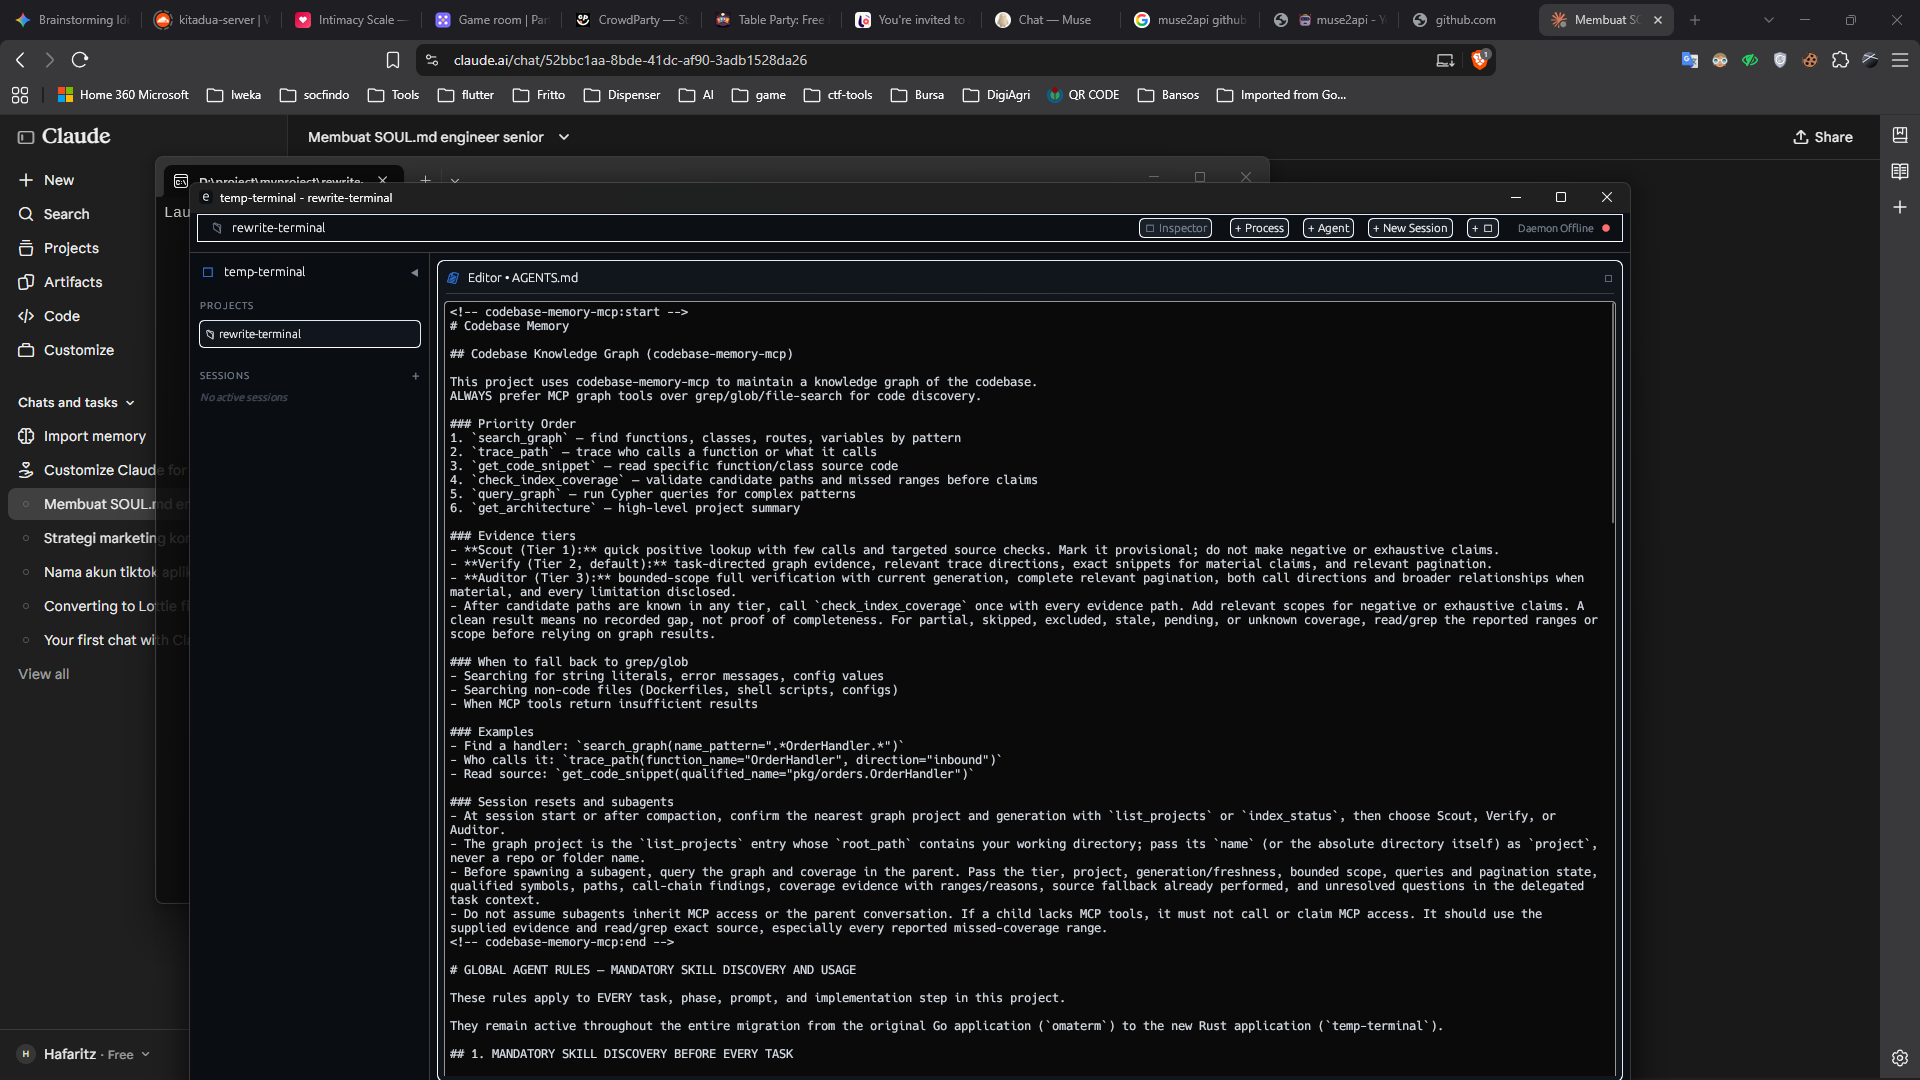 Brainstorming Id
kitadua-server | V
Intimacy Scale —
Game room | Par
CrowdParty — St
Table Party: Free
You're invited to
Chat — Muse
muse2api github
muse2api - Y
github.com
Membuat SO
claude.ai/chat/52bbc1aa-8bde-41dc-af90-3adb1528da26
1
Home 360 Microsoft
Iweka
socfindo
Tools
flutter
Fritto
Dispenser
AI
game
ctf-tools
Bursa
DigiAgri
QR CODE
Bansos
Imported from Go...
Claude
Membuat SOUL.md engineer senior
Share
New
Search
Projects
Artifacts
Code
Customize
Chats and tasks
Import memory
Customize Claude for
Membuat SOUL.md en
Strategi marketing kon
Nama akun tiktok aplik
Converting to Lottie fi
Your first chat with Cla
View all
H
Hafaritz · Free
D:\project\myproject\rewrite-
Lau
temp-terminal - rewrite-terminal
rewrite-terminal
Inspector
+ Process
+ Agent
+ New Session
+
Daemon Offline
temp-terminal
PROJECTS
rewrite-terminal
SESSIONS
+
No active sessions
Editor • AGENTS.md
<!-- codebase-memory-mcp:start -->
# Codebase Memory
## Codebase Knowledge Graph (codebase-memory-mcp)
This project uses codebase-memory-mcp to maintain a knowledge graph of the codebase.
ALWAYS prefer MCP graph tools over grep/glob/file-search for code discovery.
### Priority Order
1. `search_graph` — find functions, classes, routes, variables by pattern
2. `trace_path` — trace who calls a function or what it calls
3. `get_code_snippet` — read specific function/class source code
4. `check_index_coverage` — validate candidate paths and missed ranges before claims
5. `query_graph` — run Cypher queries for complex patterns
6. `get_architecture` — high-level project summary
### Evidence tiers
- **Scout (Tier 1):** quick positive lookup with few calls and targeted source checks. Mark it provisional; do not make negative or exhaustive claims.
- **Verify (Tier 2, default):** task-directed graph evidence, relevant trace directions, exact snippets for material claims, and relevant pagination.
- **Auditor (Tier 3):** bounded-scope full verification with current generation, complete relevant pagination, both call directions and broader relationships when
material, and every limitation disclosed.
- After candidate paths are known in any tier, call `check_index_coverage` once with every evidence path. Add relevant scopes for negative or exhaustive claims. A
clean result means no recorded gap, not proof of completeness. For partial, skipped, excluded, stale, pending, or unknown coverage, read/grep the reported ranges or
scope before relying on graph results.
### When to fall back to grep/glob
- Searching for string literals, error messages, config values
- Searching non-code files (Dockerfiles, shell scripts, configs)
- When MCP tools return insufficient results
### Examples
- Find a handler: `search_graph(name_pattern=".*OrderHandler.*")`
- Who calls it: `trace_path(function_name="OrderHandler", direction="inbound")`
- Read source: `get_code_snippet(qualified_name="pkg/orders.OrderHandler")`
### Session resets and subagents
- At session start or after compaction, confirm the nearest graph project and generation with `list_projects` or `index_status`, then choose Scout, Verify, or
Auditor.
- The graph project is the `list_projects` entry whose `root_path` contains your working directory; pass its `name` (or the absolute directory itself) as `project`,
never a repo or folder name.
- Before spawning a subagent, query the graph and coverage in the parent. Pass the tier, project, generation/freshness, bounded scope, queries and pagination state,
qualified symbols, paths, call-chain findings, coverage evidence with ranges/reasons, source fallback already performed, and unresolved questions in the delegated
task context.
- Do not assume subagents inherit MCP access or the parent conversation. If a child lacks MCP tools, it must not call or claim MCP access. It should use the
supplied evidence and read/grep exact source, especially every reported missed-coverage range.
<!-- codebase-memory-mcp:end -->
# GLOBAL AGENT RULES — MANDATORY SKILL DISCOVERY AND USAGE
These rules apply to EVERY task, phase, prompt, and implementation step in this project.
They remain active throughout the entire migration from the original Go application (`omaterm`) to the new Rust application (`temp-terminal`).
## 1. MANDATORY SKILL DISCOVERY BEFORE EVERY TASK